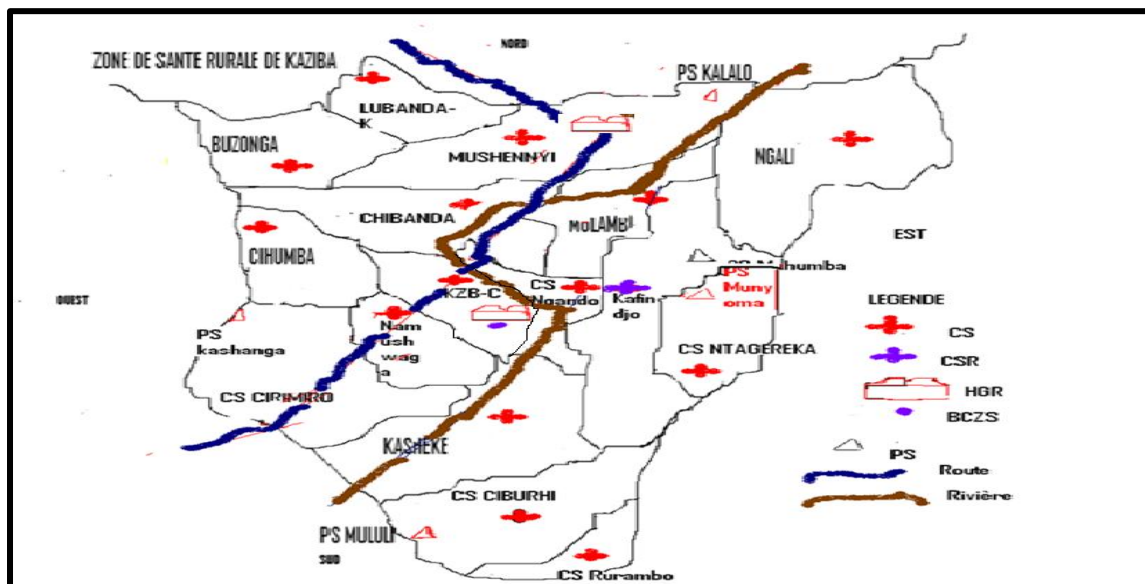 NORD
ZONE DE SANTE RURALE DE KAZIBA
PS KALALO
LUBANDA-
K
BUZONGA
MUSHENNYI
NGALI
CHIBANDA
MuLAMBI
CIHUMBA
EST
OUEST
KZB-C
CS
Ngando
Kafin
djo
PS
Muny
oma
LEGENDE
CS
PS
kashanga
Nam
ush
wag
a
CS NTAGEREKA
CSR
CS CIRIMIRO
HGR
BCZS
KASHEKE
PS
Route
CS CIBURHI
Rivière
PS MULULI
SUD
CS Rurambo